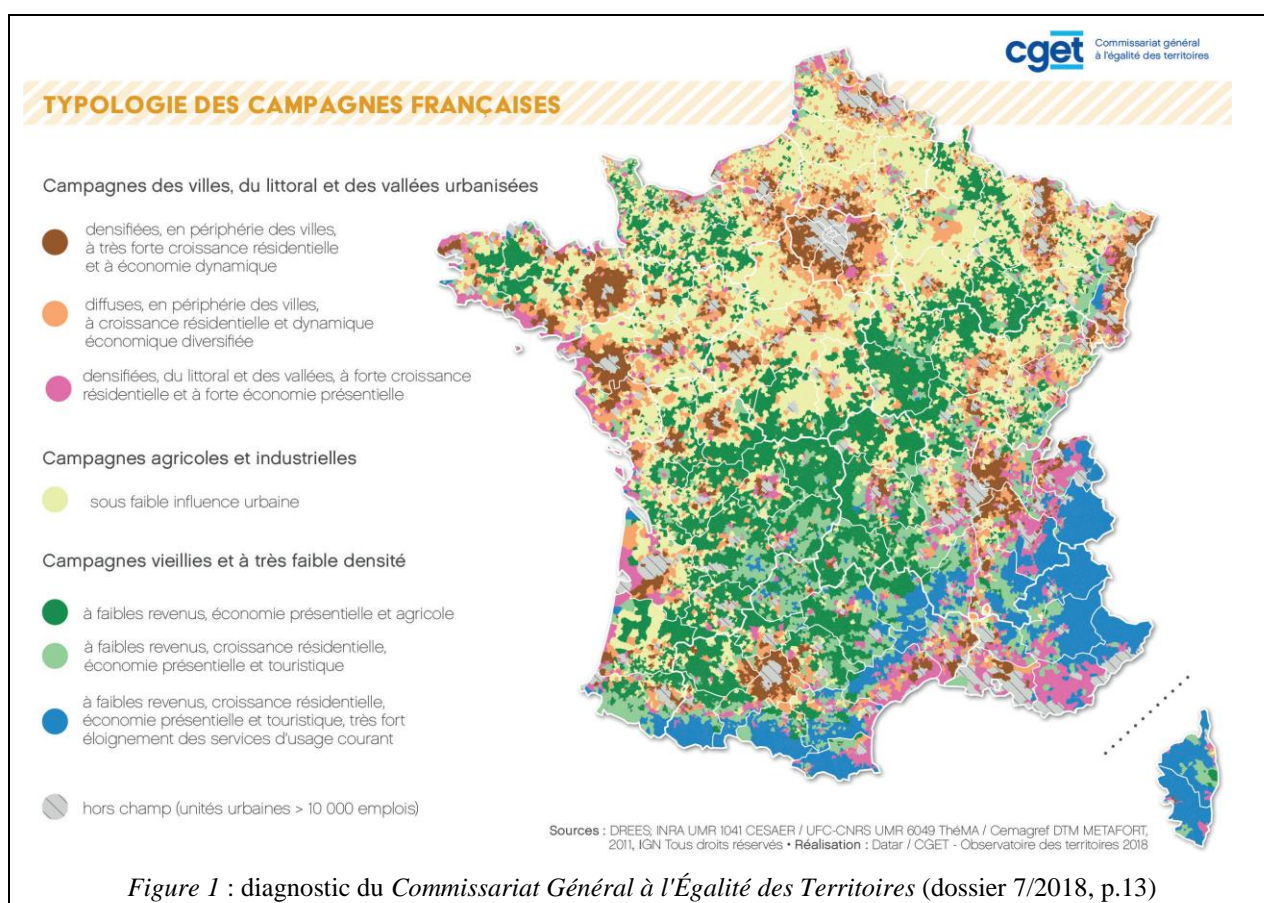 cget
Commissariat général
à l'égalité des territoires
TYPOLOGIE DES CAMPAGNES FRANÇAISES
Campagnes des villes, du littoral et des vallées urbanisées
densifiées, en périphérie des villes,
à très forte croissance résidentielle
et à économie dynamique
diffuses, en périphérie des villes,
à croissance résidentielle et dynamique
économique diversifiée
densifiées, du littoral et des vallées, à forte croissance
résidentielle et à forte économie présentielle
Campagnes agricoles et industrielles
sous faible influence urbaine
Campagnes vieillies et à très faible densité
à faibles revenus, économie présentielle et agricole
à faibles revenus, croissance résidentielle,
économie présentielle et touristique
à faibles revenus, croissance résidentielle,
économie présentielle et touristique, très fort
éloignement des services d'usage courant
hors champ (unités urbaines > 10 000 emplois)
Sources : DREES; INRA UMR 1041 CESAER / UFC-CNRS UMR 6049 ThéMA / Cemagref DTM METAFORT,
2011, IGN Tous droits réservés • Réalisation : Datar / CGET - Observatoire des territoires 2018
Figure 1 : diagnostic du Commissariat Général à l'Égalité des Territoires (dossier 7/2018, p.13)